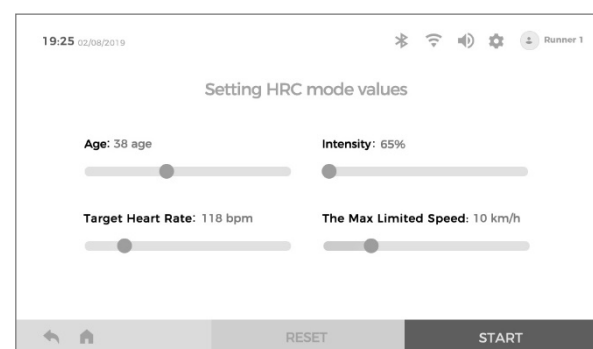 19:25 02/08/2019
Runner 1
Setting HRC mode values
Age: 38 age
Intensity: 65%
Target Heart Rate: 118 bpm
The Max Limited Speed: 10 km/h
RESET
START